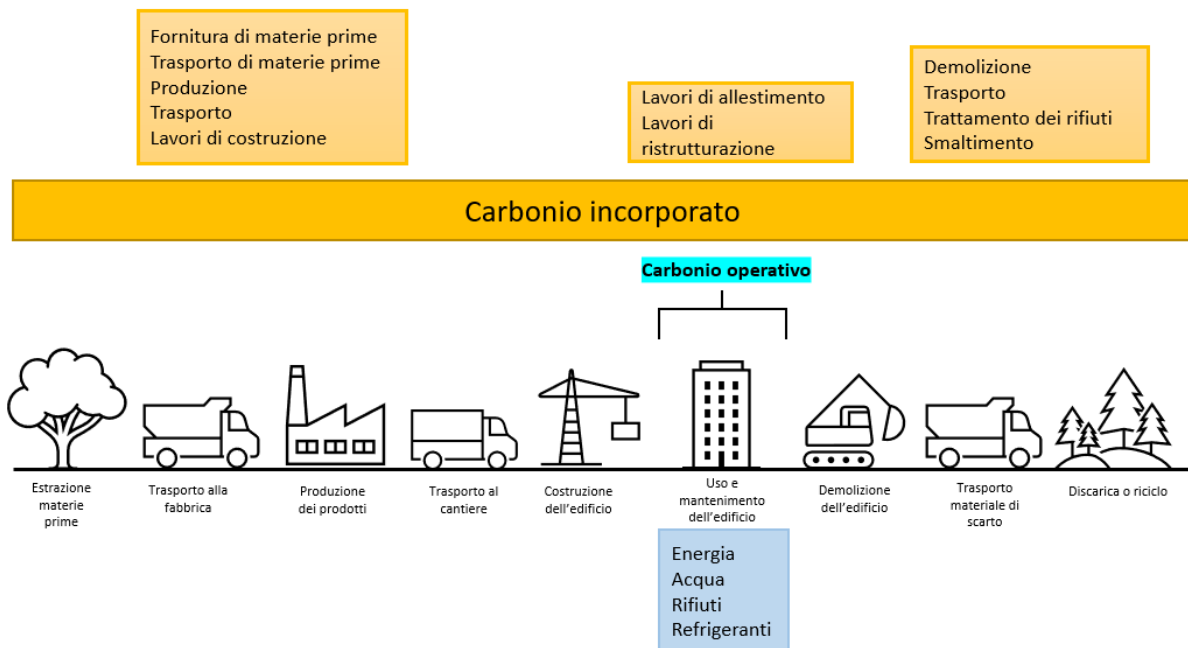 Fornitura di materie prime
Trasporto di materie prime
Produzione
Trasporto
Lavori di costruzione
Lavori di allestimento
Lavori di
ristrutturazione
Demolizione
Trasporto
Trattamento dei rifiuti
Smaltimento
Carbonio incorporato
Carbonio operativo
Estrazione
materie
prime
Trasporto alla
fabbrica
Produzione
dei prodotti
Trasporto al
cantiere
Costruzione
dell'edificio
Uso e
mantenimento
dell'edificio
Demolizione
dell'edificio
Trasporto
materiale di
scarto
Discarica o riciclo
Energia
Acqua
Rifiuti
Refrigeranti